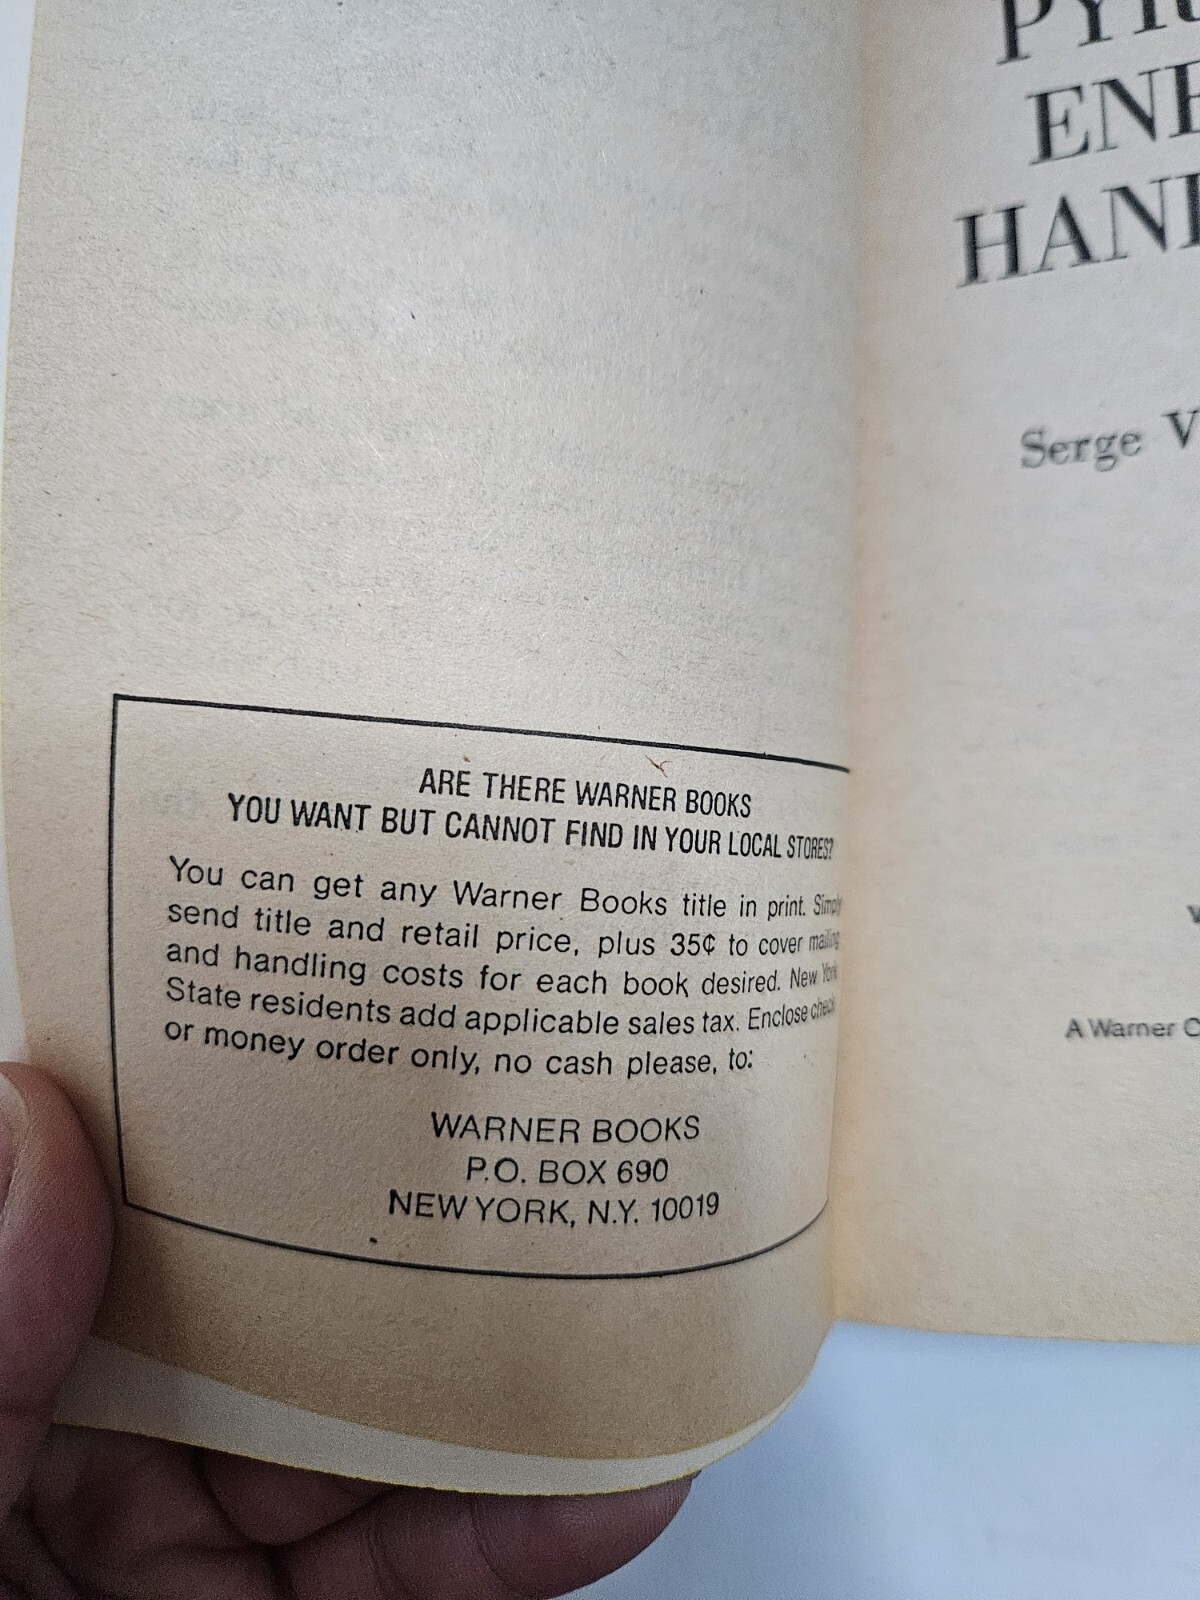 ARE THERE WARNER BOOKS
YOU WANT BUT CANNOT FIND IN YOUR LOCAL STORES?
You can get any Warner Books title in print. Simply
send title and retail price, plus 35¢ to cover mailing
and handling costs for each book desired. New York
State residents add applicable sales tax. Enclose check
or money order only, no cash please, to:
WARNER BOOKS
P.O. BOX 690
NEW YORK, N.Y. 10019
PYR
ENE
HAN
Serge V
A Warner C